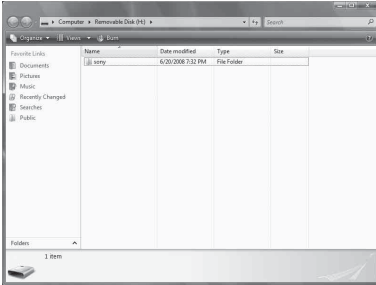 Computer ▸ Removable Disk (H:) ▸
Search
Organize Views Burn
Favorite Links
Documents
Pictures
Music
Recently Changed
Searches
Public
Folders
Name Date modified Type Size
sony 6/20/2008 7:32 PM File Folder
1 item